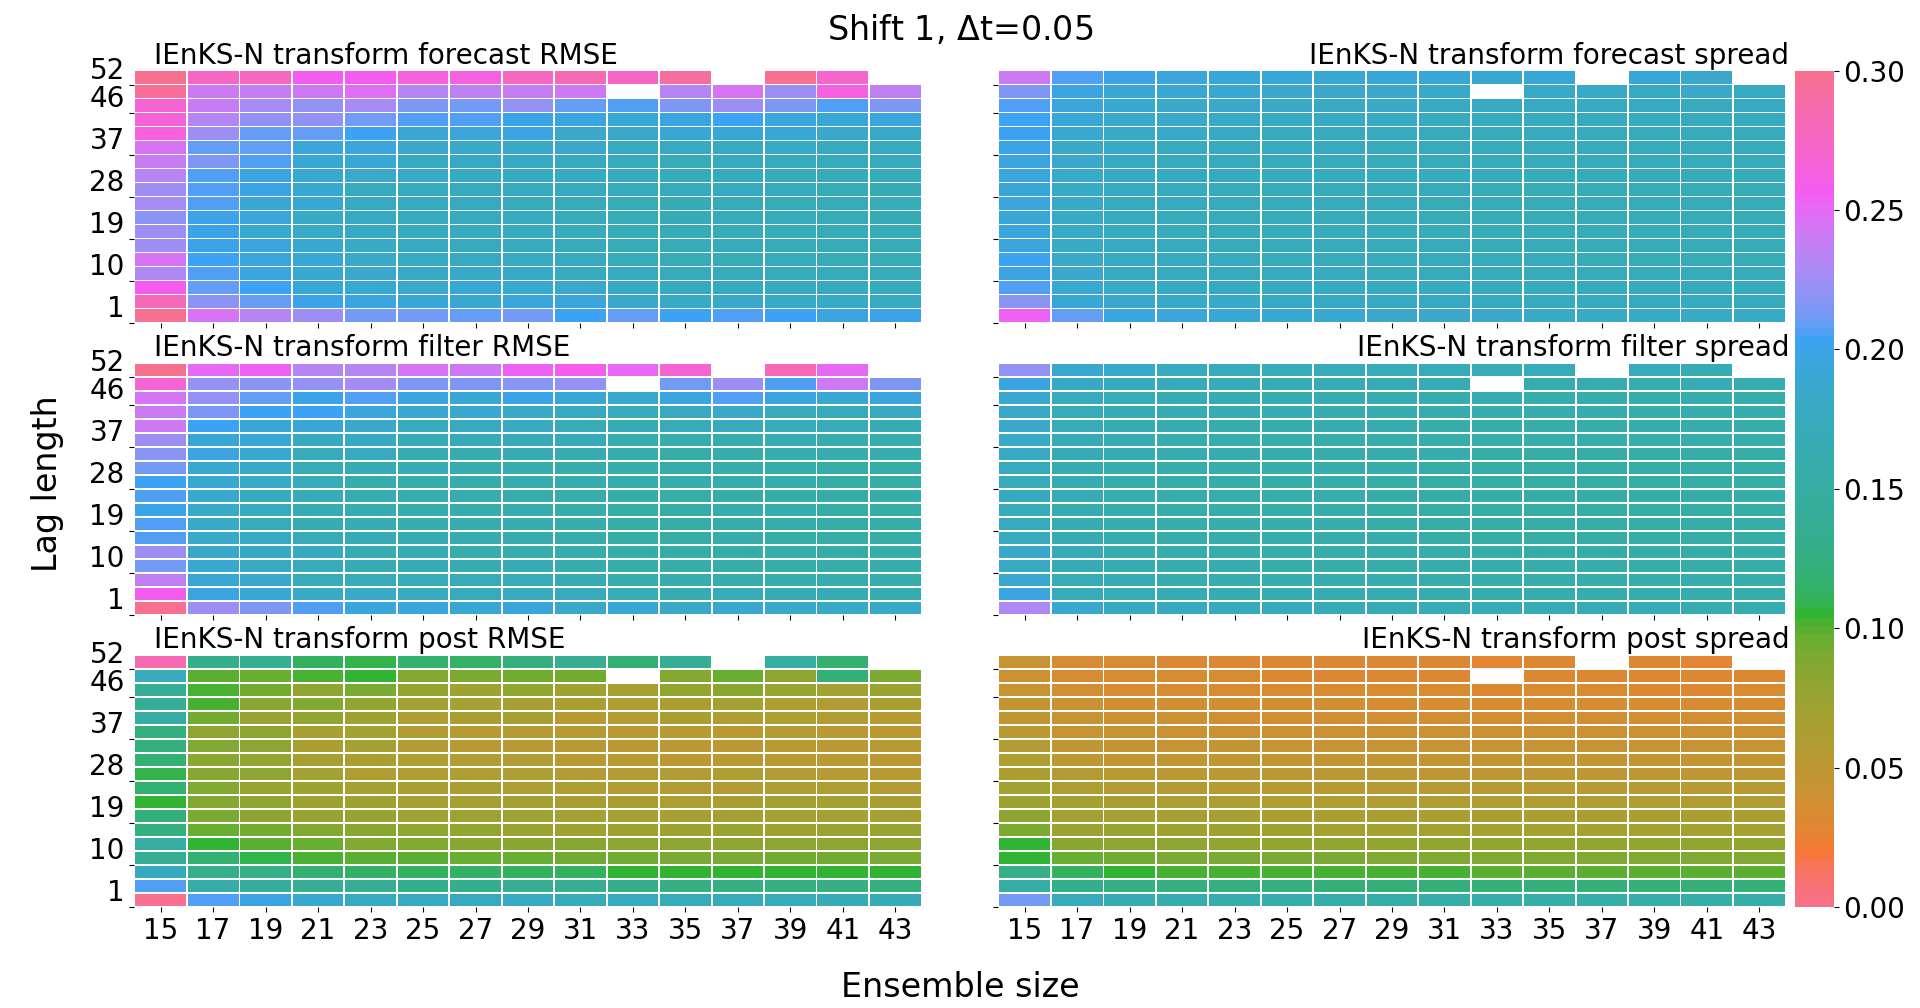 Shift 1, Δt=0.05
IEnKS-N transform forecast RMSE
IEnKS-N transform forecast spread
52
46
37
28
19
10
1
IEnKS-N transform filter RMSE
IEnKS-N transform filter spread
52
46
37
28
19
10
1
IEnKS-N transform post RMSE
IEnKS-N transform post spread
52
46
37
28
19
10
1
Lag length
15 17 19 21 23 25 27 29 31 33 35 37 39 41 43
15 17 19 21 23 25 27 29 31 33 35 37 39 41 43
Ensemble size
0.30
0.25
0.20
0.15
0.10
0.05
0.00